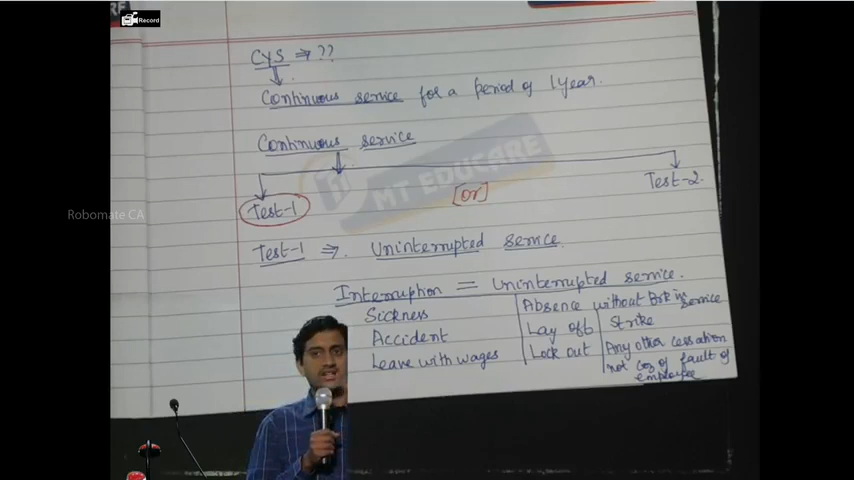 Record
CYS ⇒ ??
Continuous service for a period of 1 year.
Continuous service
Test-1 [or] Test-2.
MT EDUCARE
Robomate CA
Test-1 ⇒ Uninterrupted service
Interruption = Uninterrupted service.
Sickness
Accident
Leave with wages
Absence without Brk in service
Lay off
Lock out
Strike
Any other cessation
not coz of fault of
employee